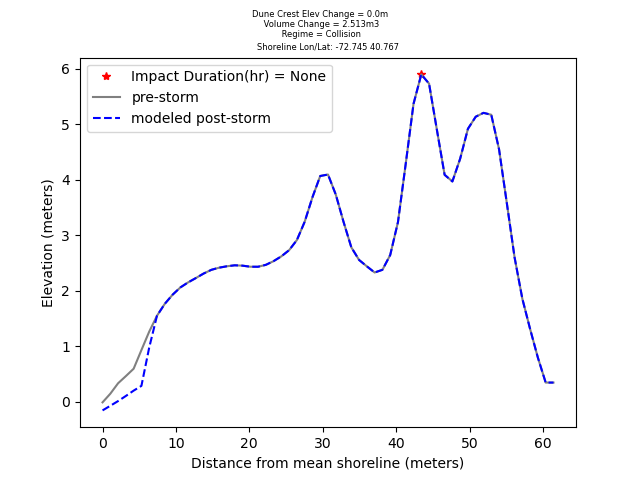 Dune Crest Elev Change = 0.0m
Volume Change = 2.513m3
Regime = Collision
Shoreline Lon/Lat: -72.745 40.767
Impact Duration(hr) = None
pre-storm
modeled post-storm
Elevation (meters)
6
5
4
3
2
1
0
0 10 20 30 40 50 60
Distance from mean shoreline (meters)